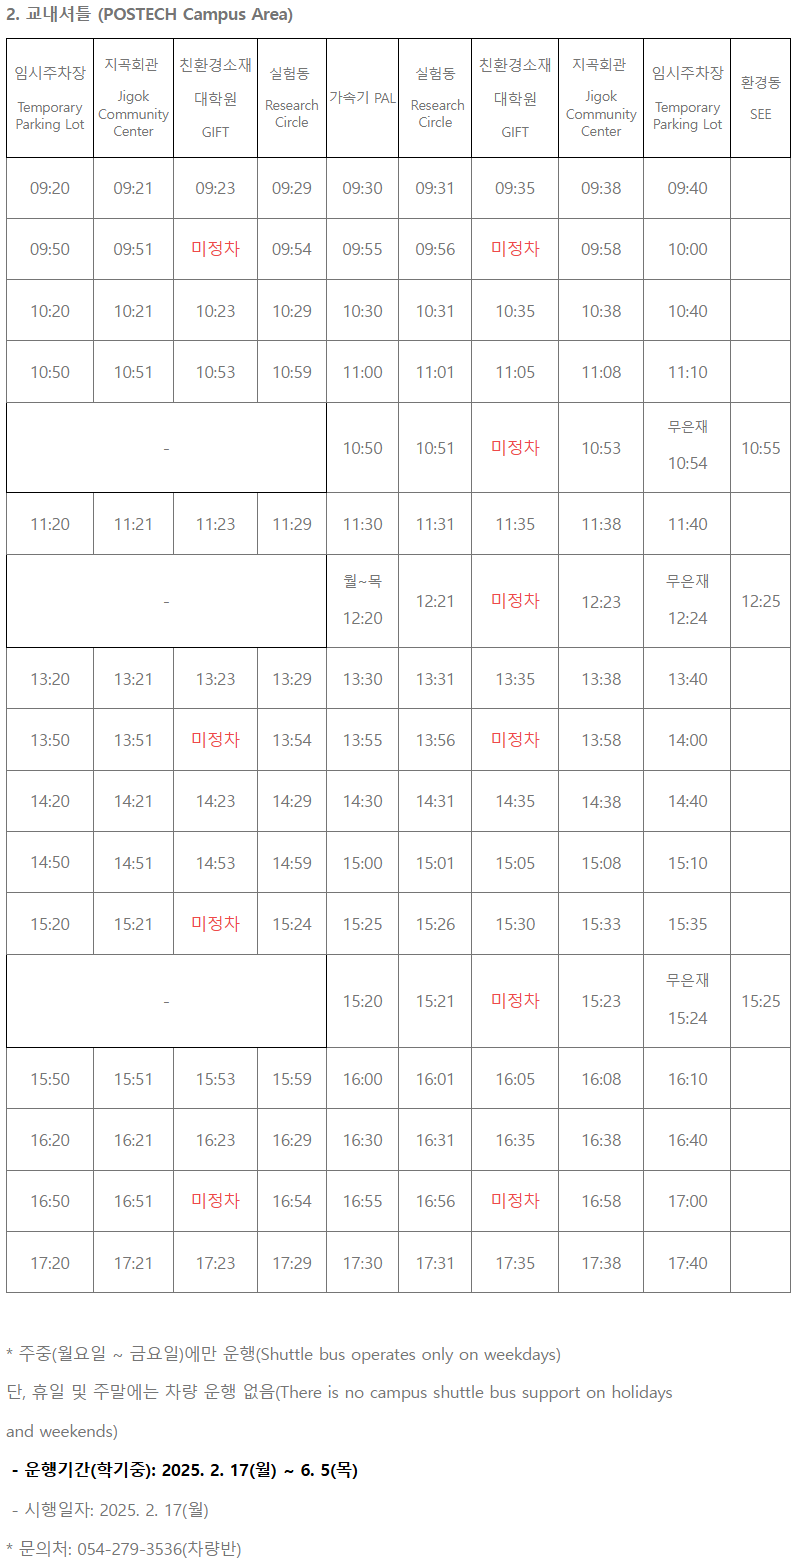 2. 교내셔틀 (POSTECH Campus Area)
임시주차장 Temporary Parking Lot | 지곡회관 Jigok Community Center | 친환경소재 대학원 GIFT | 실험동 Research Circle | 가속기 PAL | 실험동 Research Circle | 친환경소재 대학원 GIFT | 지곡회관 Jigok Community Center | 임시주차장 Temporary Parking Lot | 환경동 SEE
09:20 09:21 09:23 09:29 09:30 09:31 09:35 09:38 09:40
09:50 09:51 미정차 09:54 09:55 09:56 미정차 09:58 10:00
10:20 10:21 10:23 10:29 10:30 10:31 10:35 10:38 10:40
10:50 10:51 10:53 10:59 11:00 11:01 11:05 11:08 11:10
- 10:50 10:51 미정차 10:53 무은재 10:54 10:55
11:20 11:21 11:23 11:29 11:30 11:31 11:35 11:38 11:40
- 월~목 12:20 12:21 미정차 12:23 무은재 12:24 12:25
13:20 13:21 13:23 13:29 13:30 13:31 13:35 13:38 13:40
13:50 13:51 미정차 13:54 13:55 13:56 미정차 13:58 14:00
14:20 14:21 14:23 14:29 14:30 14:31 14:35 14:38 14:40
14:50 14:51 14:53 14:59 15:00 15:01 15:05 15:08 15:10
15:20 15:21 미정차 15:24 15:25 15:26 15:30 15:33 15:35
- 15:20 15:21 미정차 15:23 무은재 15:24 15:25
15:50 15:51 15:53 15:59 16:00 16:01 16:05 16:08 16:10
16:20 16:21 16:23 16:29 16:30 16:31 16:35 16:38 16:40
16:50 16:51 미정차 16:54 16:55 16:56 미정차 16:58 17:00
17:20 17:21 17:23 17:29 17:30 17:31 17:35 17:38 17:40
* 주중(월요일 ~ 금요일)에만 운행(Shuttle bus operates only on weekdays)
단, 휴일 및 주말에는 차량 운행 없음(There is no campus shuttle bus support on holidays
and weekends)
- 운행기간(학기중): 2025. 2. 17(월) ~ 6. 5(목)
- 시행일자: 2025. 2. 17(월)
* 문의처: 054-279-3536(차량반)